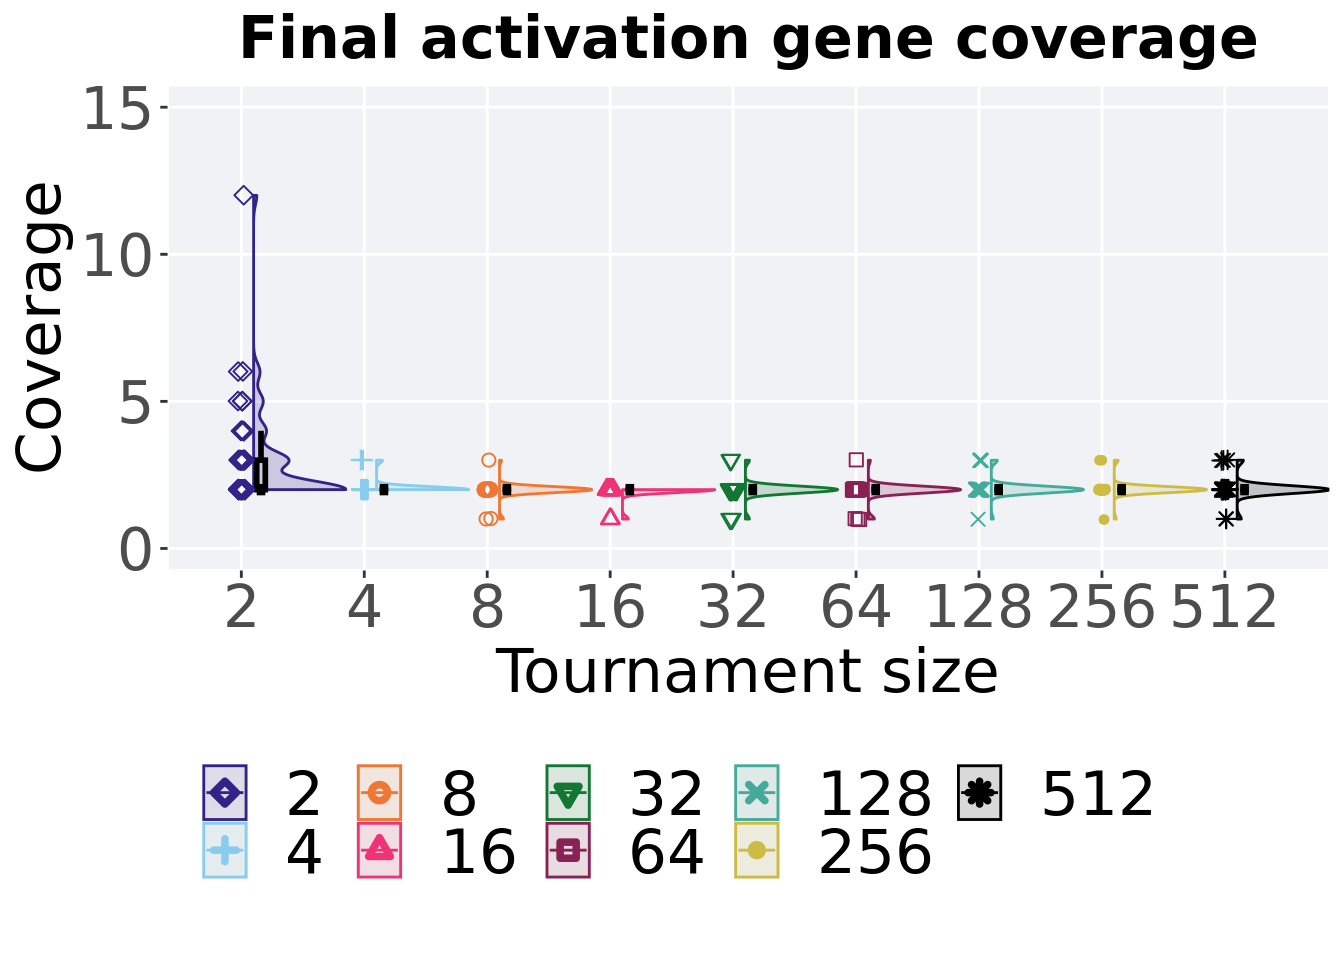 Final activation gene coverage
15
10
5
0
Coverage
2 4 8 16 32 64 128 256 512
Tournament size
2 8 32 128 512
4 16 64 256